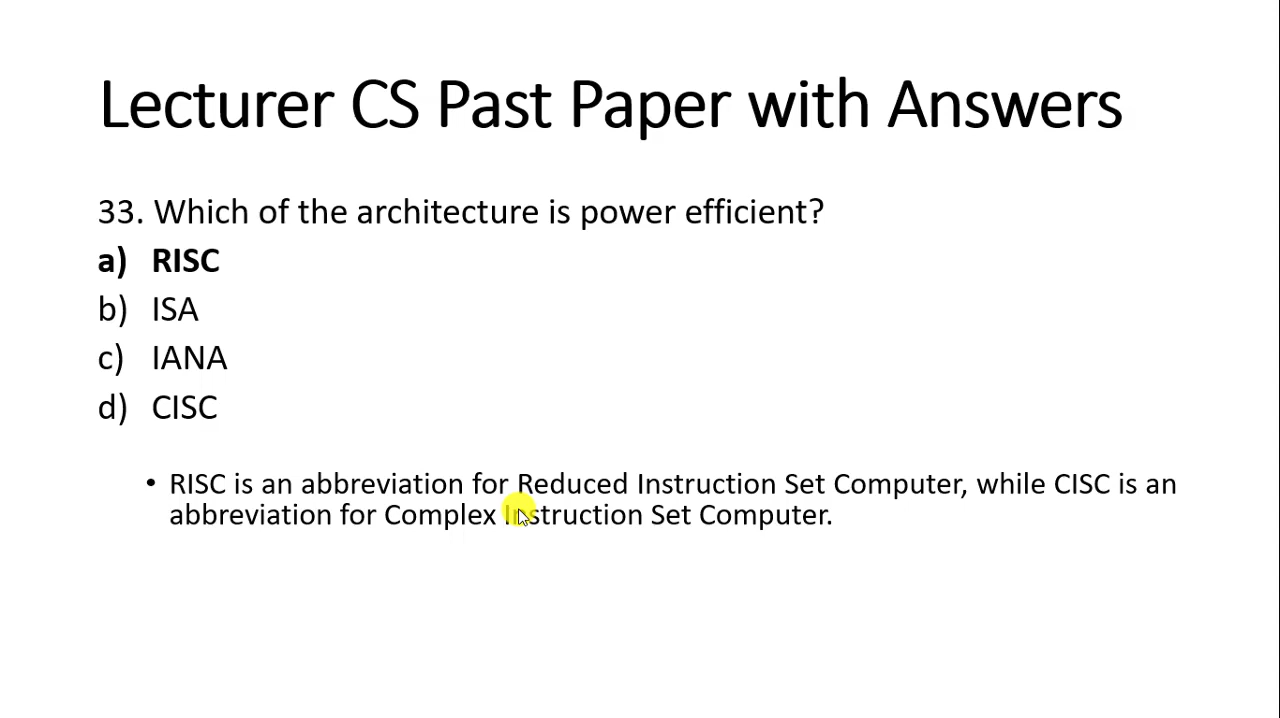 Lecturer CS Past Paper with Answers
33. Which of the architecture is power efficient?
a) RISC
b) ISA
c) IANA
d) CISC
• RISC is an abbreviation for Reduced Instruction Set Computer, while CISC is an
abbreviation for Complex Instruction Set Computer.